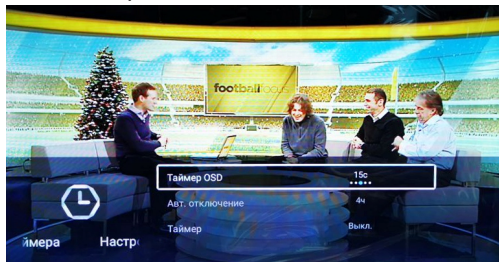 footballfocus
Таймер OSD
15с
Авт. отключение
4ч
Таймер
Выкл.
ймера
Настр